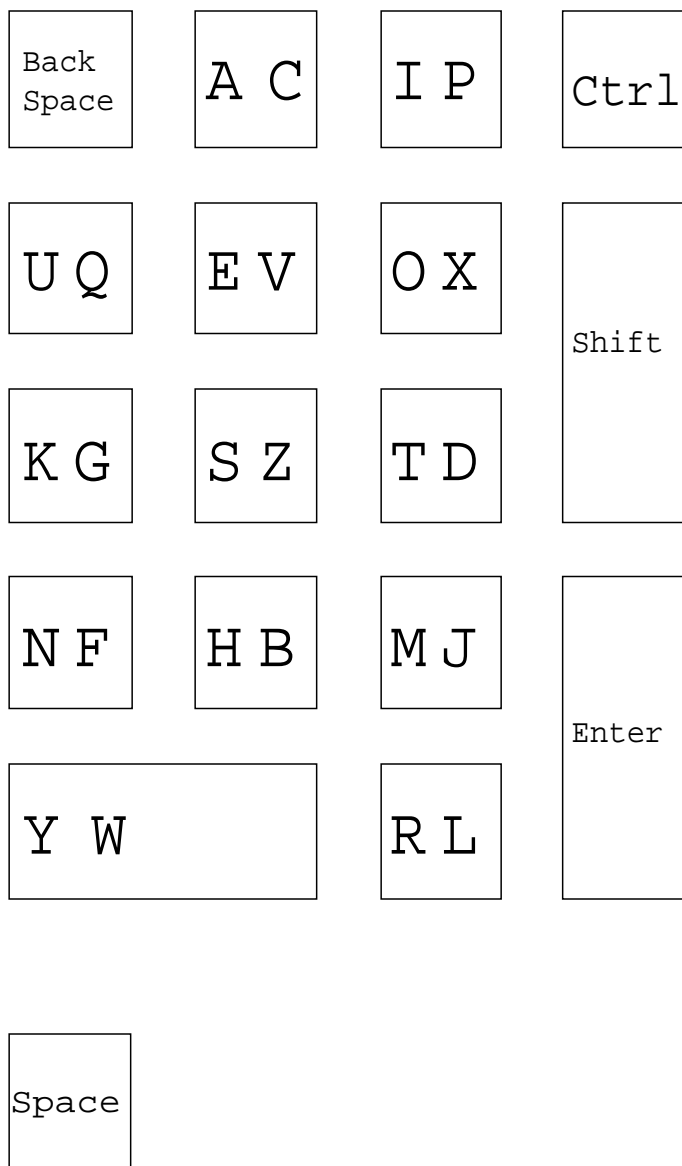 Back
Space
A C
I P
Ctrl
U Q
E V
O X
Shift
K G
S Z
T D
N F
H B
M J
Enter
Y W
R L
Space